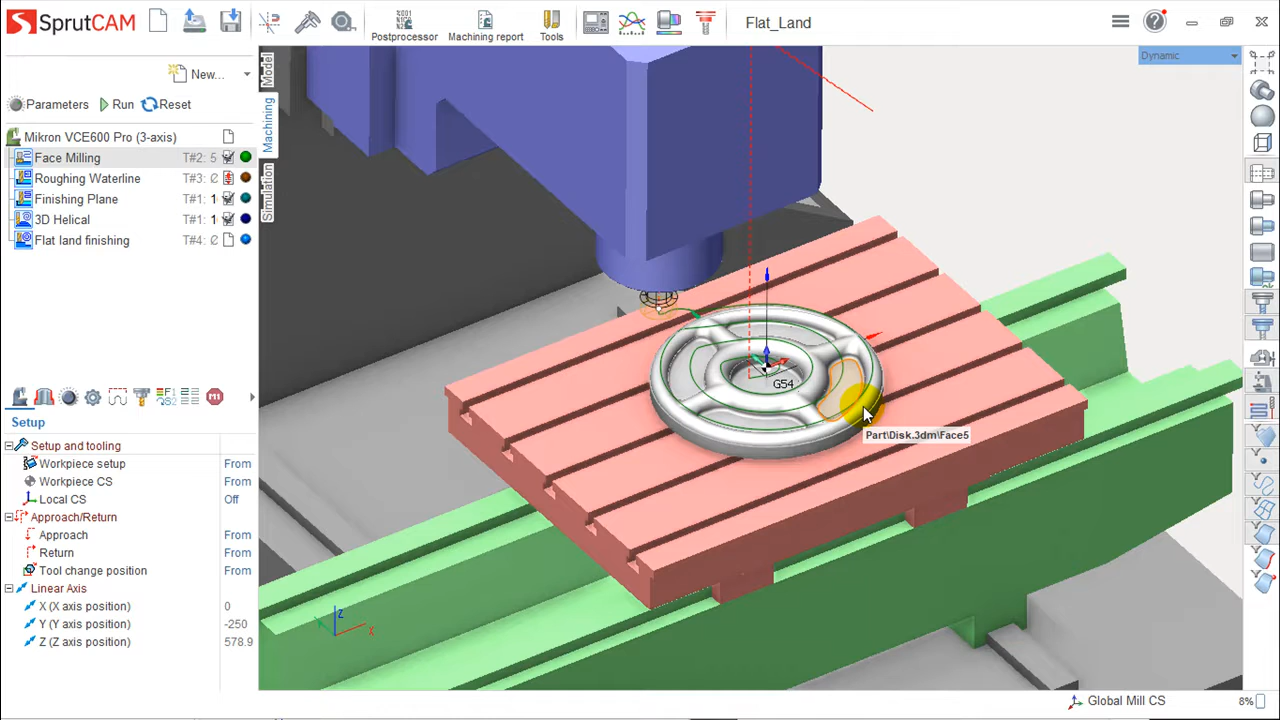 SprutCAM
Postprocessor
Machining report
Tools
Flat_Land
New...
Parameters
Run
Reset
Mikron VCE600 Pro (3-axis)
Face Milling T#2: 5
Roughing Waterline T#3: Ȼ
Finishing Plane T#1: 1
3D Helical T#1: 1
Flat land finishing T#4: Ȼ
Model
Machining
Simulation
Dynamic
Setup
Setup and tooling
Workpiece setup From
Workpiece CS From
Local CS Off
Approach/Return
Approach From
Return From
Tool change position From
Linear Axis
X (X axis position) 0
Y (Y axis position) -250
Z (Z axis position) 578.9
G54
Part\Disk.3dm\Face5
Z
X
Global Mill CS
8%